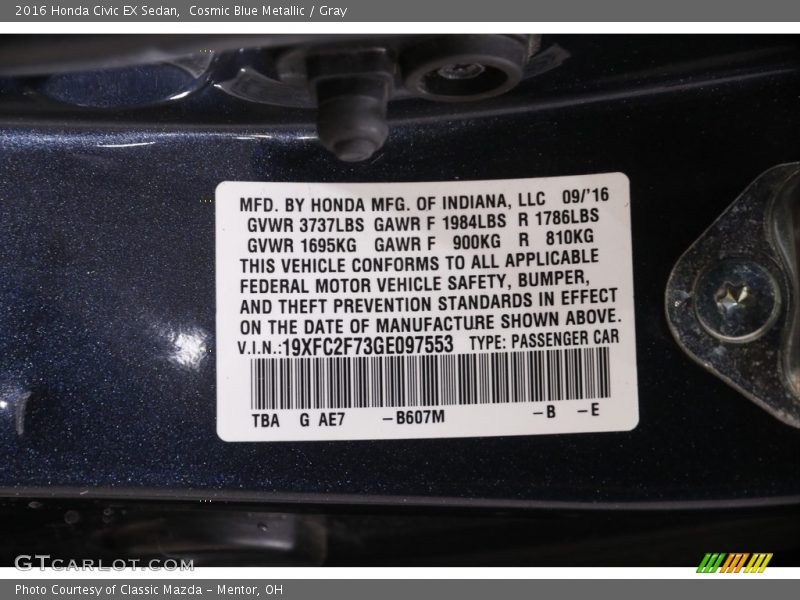 2016 Honda Civic EX Sedan,  Cosmic Blue Metallic / Gray
MFD. BY HONDA MFG. OF INDIANA, LLC 09/'16
GVWR 3737LBS GAWR F 1984LBS R 1786LBS
GVWR 1695KG GAWR F 900KG R 810KG
THIS VEHICLE CONFORMS TO ALL APPLICABLE
FEDERAL MOTOR VEHICLE SAFETY, BUMPER,
AND THEFT PREVENTION STANDARDS IN EFFECT
ON THE DATE OF MANUFACTURE SHOWN ABOVE.
V.I.N.:19XFC2F73GE097553 TYPE: PASSENGER CAR
TBA G AE7 –B607M –B –E
GTCARLOT.COM
Photo Courtesy of Classic Mazda – Mentor, OH